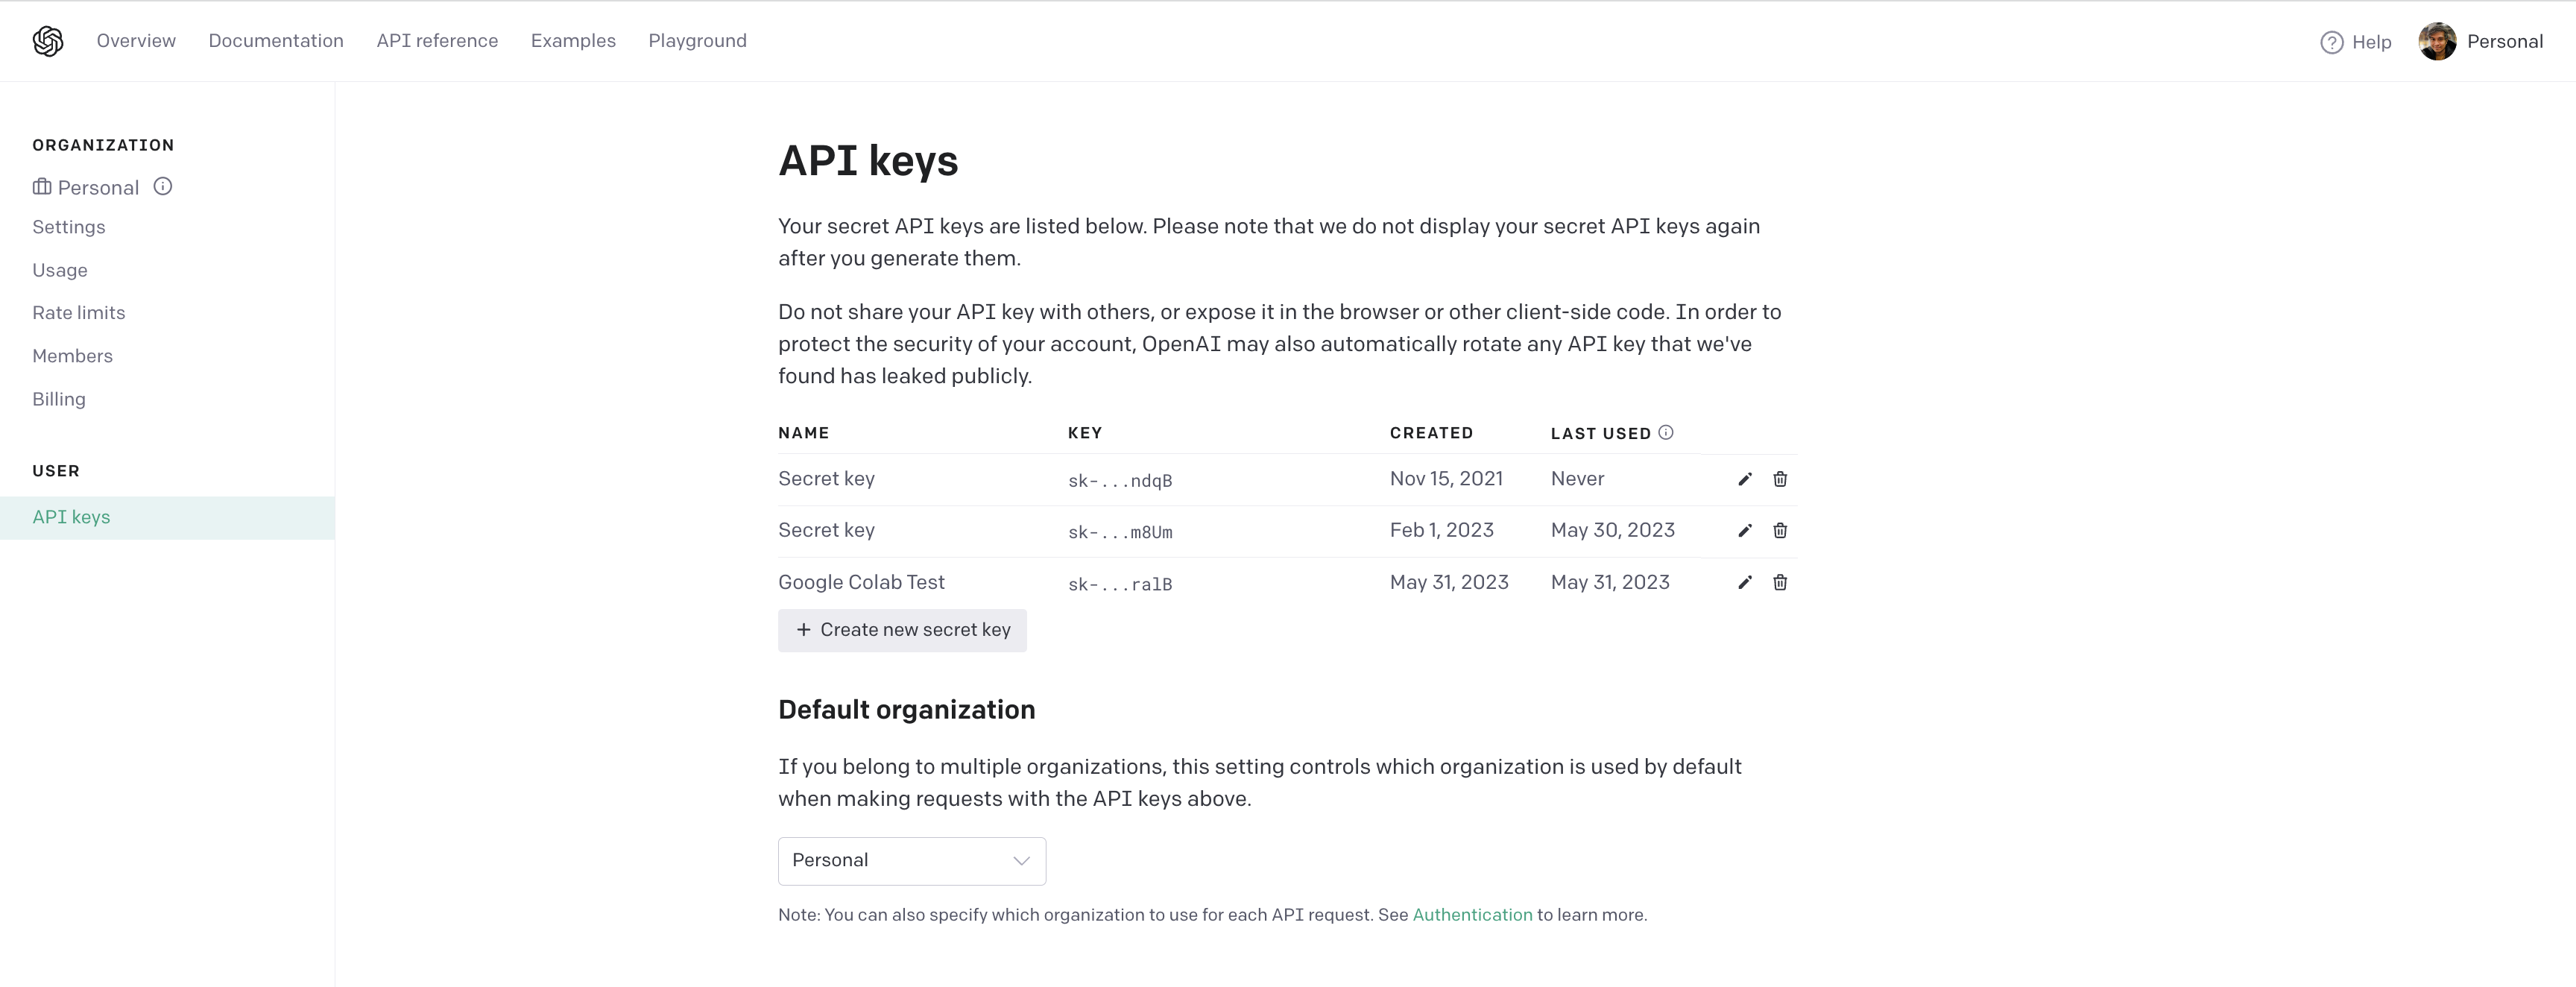 Overview Documentation API reference Examples Playground Help Personal
ORGANIZATION
Personal
Settings
Usage
Rate limits
Members
Billing
USER
API keys
API keys
Your secret API keys are listed below. Please note that we do not display your secret API keys again
after you generate them.
Do not share your API key with others, or expose it in the browser or other client-side code. In order to
protect the security of your account, OpenAI may also automatically rotate any API key that we've
found has leaked publicly.
NAME KEY CREATED LAST USED
Secret key sk-...ndqB Nov 15, 2021 Never
Secret key sk-...m8Um Feb 1, 2023 May 30, 2023
Google Colab Test sk-...ralB May 31, 2023 May 31, 2023
+ Create new secret key
Default organization
If you belong to multiple organizations, this setting controls which organization is used by default
when making requests with the API keys above.
Personal
Note: You can also specify which organization to use for each API request. See Authentication to learn more.